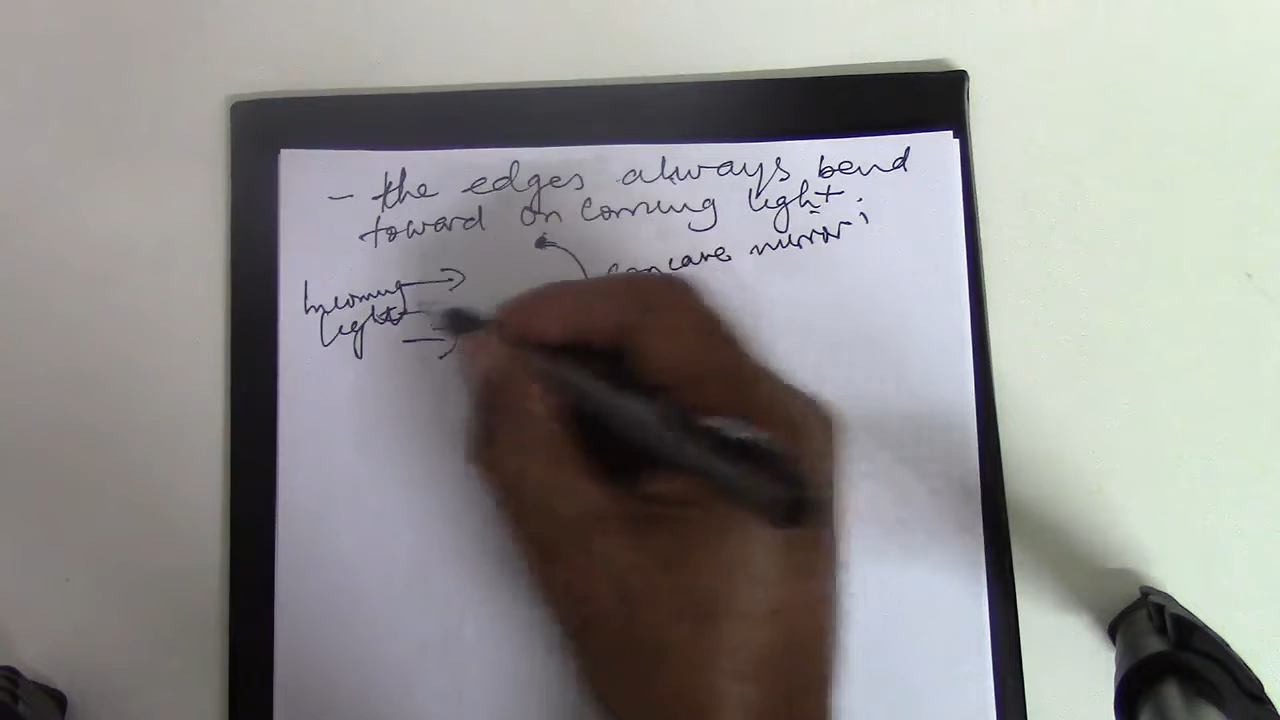 - the edges always bend
toward on coming light.
concave mirror;
Incoming
light